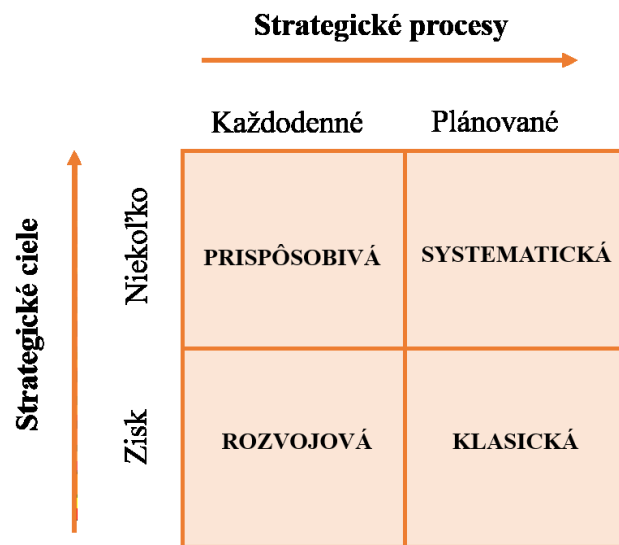 Strategické procesy
Každodenné
Plánované
Strategické ciele
Niekoľko
PRISPÔSOBIVÁ
SYSTEMATICKÁ
Zisk
ROZVOJOVÁ
KLASICKÁ